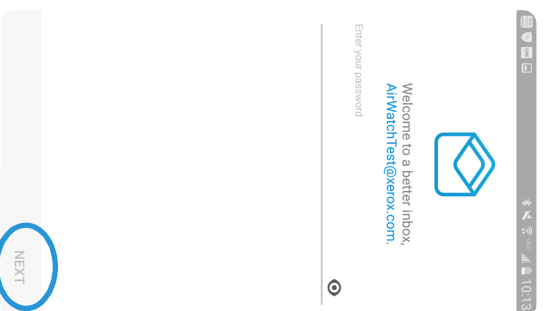 10:13
Welcome to a better inbox,
AirWatchTest@xerox.com.
Enter your password
NEXT